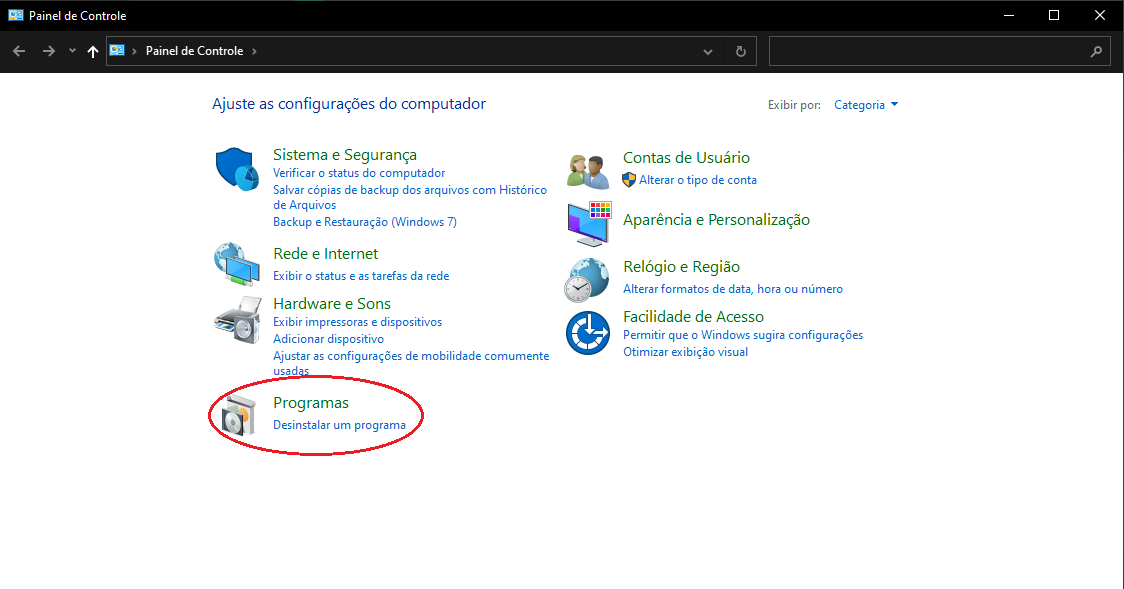 Painel de Controle
Painel de Controle
Ajuste as configurações do computador
Exibir por:
Categoria
Sistema e Segurança
Verificar o status do computador
Salvar cópias de backup dos arquivos com Histórico
de Arquivos
Backup e Restauração (Windows 7)
Rede e Internet
Exibir o status e as tarefas da rede
Hardware e Sons
Exibir impressoras e dispositivos
Adicionar dispositivo
Ajustar as configurações de mobilidade comumente
usadas
Programas
Desinstalar um programa
Contas de Usuário
Alterar o tipo de conta
Aparência e Personalização
Relógio e Região
Alterar formatos de data, hora ou número
Facilidade de Acesso
Permitir que o Windows sugira configurações
Otimizar exibição visual